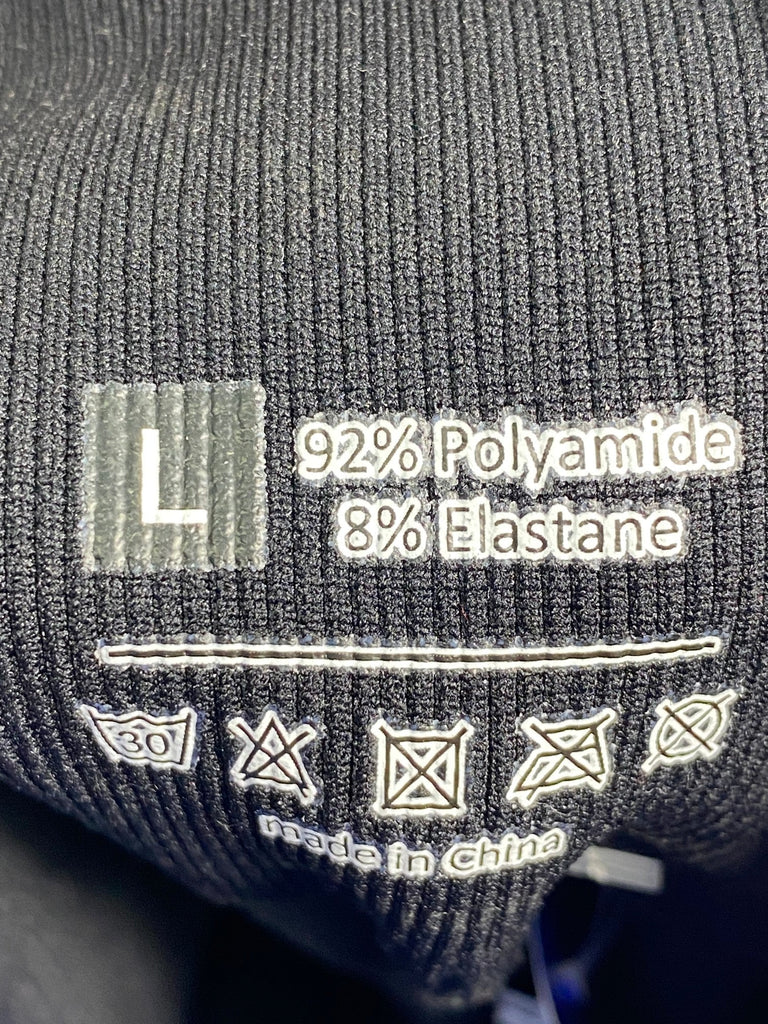 L
92% Polyamide
8% Elastane
30
made in China